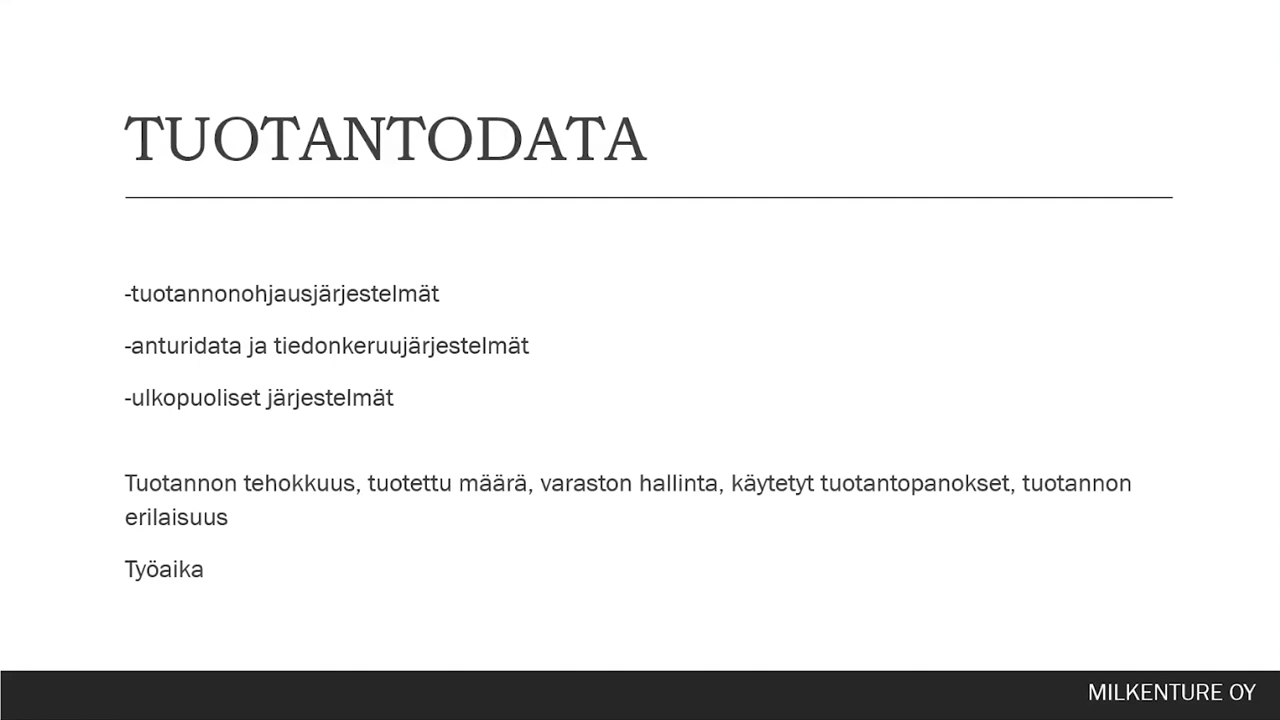 TUOTANTODATA
-tuotannonohjausjärjestelmät
-anturidata ja tiedonkeruujärjestelmät
-ulkopuoliset järjestelmät
Tuotannon tehokkuus, tuotettu määrä, varaston hallinta, käytetyt tuotantopanokset, tuotannon
erilaisuus
Työaika
MILKENTURE OY